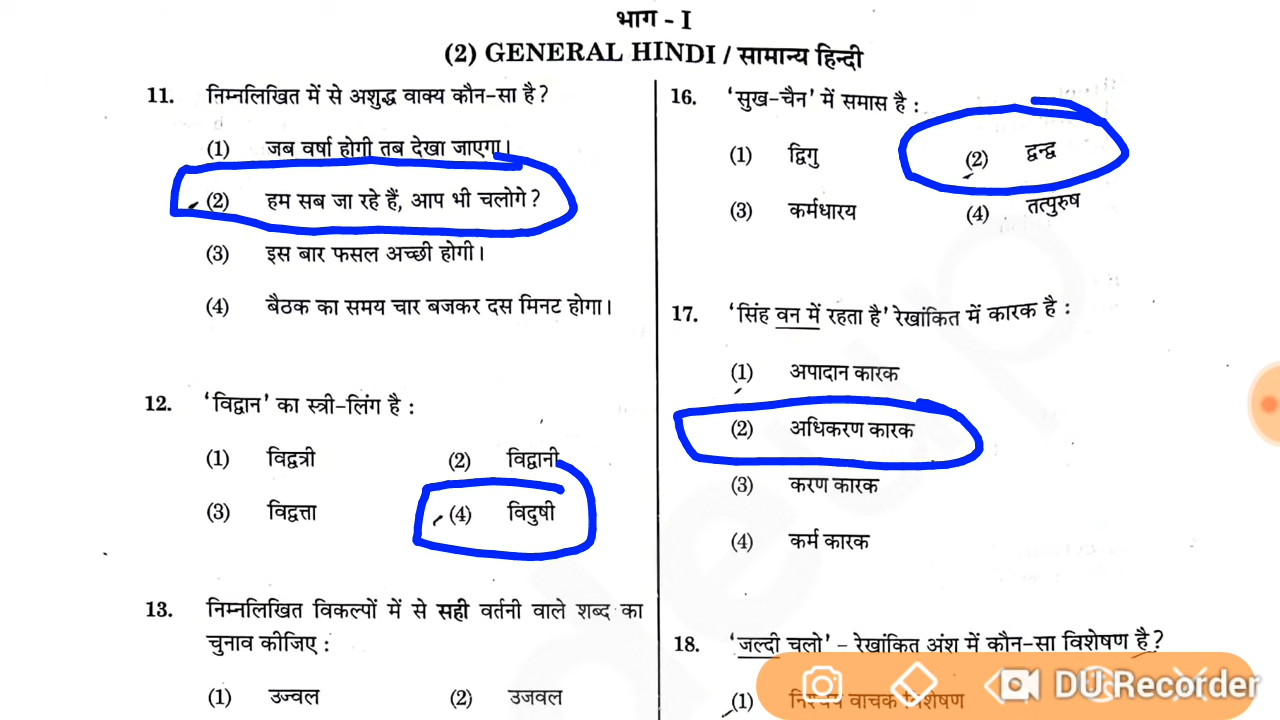 भाग - I
(2) GENERAL HINDI / सामान्य हिन्दी
11. निम्नलिखित में से अशुद्ध वाक्य कौन-सा है?
(1) जब वर्षा होगी तब देखा जाएगा।
(2) हम सब जा रहे हैं, आप भी चलोगे?
(3) इस बार फसल अच्छी होगी।
(4) बैठक का समय चार बजकर दस मिनट होगा।
12. 'विद्वान' का स्त्री-लिंग है :
(1) विद्वत्री (2) विद्वानी
(3) विद्वत्ता (4) विदुषी
13. निम्नलिखित विकल्पों में से सही वर्तनी वाले शब्द का
चुनाव कीजिए :
(1) उज्वल (2) उजवल
16. 'सुख-चैन' में समास है :
(1) द्विगु (2) द्वन्द्व
(3) कर्मधारय (4) तत्पुरुष
17. 'सिंह वन में रहता है' रेखांकित में कारक है :
(1) अपादान कारक
(2) अधिकरण कारक
(3) करण कारक
(4) कर्म कारक
18. 'जल्दी चलो' – रेखांकित अंश में कौन-सा विशेषण है?
(1) निश्चय वाचक विशेषण
DU Recorder